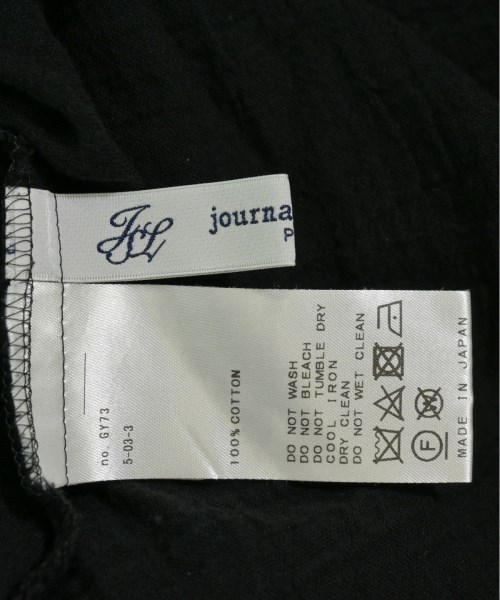 journa
P
no. GY73
5-03-3
100% COTTON
DO NOT WASH
DO NOT BLEACH
DO NOT TUMBLE DRY
COOL IRON
DRY CLEAN
DO NOT WET CLEAN
F
W
MADE IN JAPAN